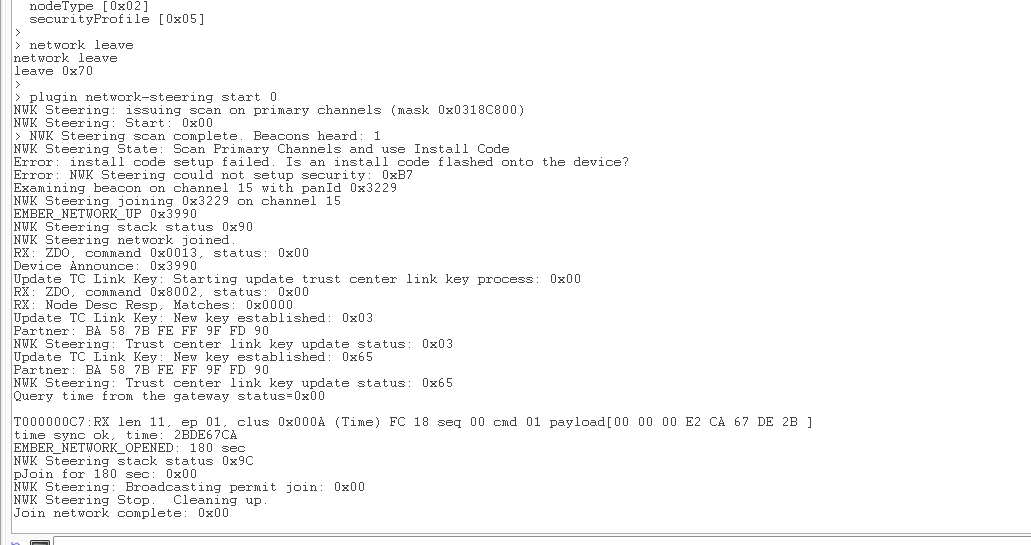 nodeType [0x02]
securityProfile [0x05]
>
> network leave
network leave
leave 0x70
>
> plugin network-steering start 0
NWK Steering: issuing scan on primary channels (mask 0x0318C800)
NWK Steering: Start: 0x00
> NWK Steering scan complete. Beacons heard: 1
NWK Steering State: Scan Primary Channels and use Install Code
Error: install code setup failed. Is an install code flashed onto the device?
Error: NWK Steering could not setup security: 0xB7
Examining beacon on channel 15 with panId 0x3229
NWK Steering joining 0x3229 on channel 15
EMBER_NETWORK_UP 0x3990
NWK Steering stack status 0x90
NWK Steering network joined.
RX: ZDO, command 0x0013, status: 0x00
Device Announce: 0x3990
Update TC Link Key: Starting update trust center link key process: 0x00
RX: ZDO, command 0x8002, status: 0x00
RX: Node Desc Resp, Matches: 0x0000
Update TC Link Key: New key established: 0x03
Partner: BA 58 7B FE FF 9F FD 90
NWK Steering: Trust center link key update status: 0x03
Update TC Link Key: New key established: 0x65
Partner: BA 58 7B FE FF 9F FD 90
NWK Steering: Trust center link key update status: 0x65
Query time from the gateway status=0x00
T000000C7:RX len 11, ep 01, clus 0x000A (Time) FC 18 seq 00 cmd 01 payload[00 00 00 E2 CA 67 DE 2B ]
time sync ok, time: 2BDE67CA
EMBER_NETWORK_OPENED: 180 sec
NWK Steering stack status 0x9C
pJoin for 180 sec: 0x00
NWK Steering: Broadcasting permit join: 0x00
NWK Steering Stop.  Cleaning up.
Join network complete: 0x00